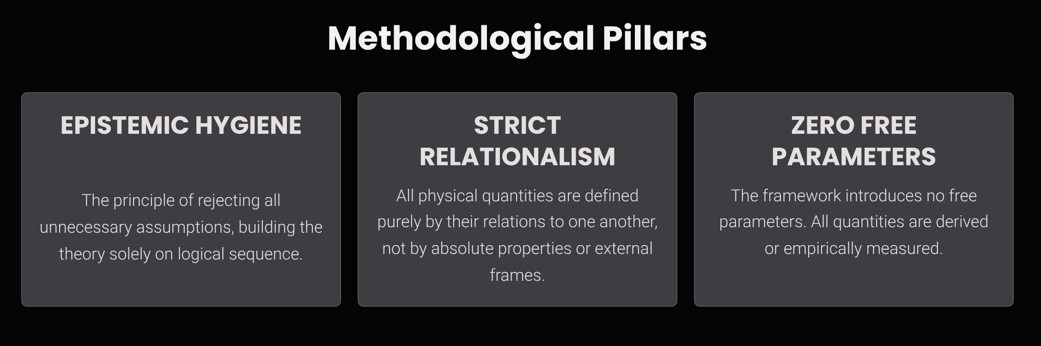 Methodological Pillars
EPISTEMIC HYGIENE
The principle of rejecting all
unnecessary assumptions, building the
theory solely on logical sequence.
STRICT
RELATIONALISM
All physical quantities are defined
purely by their relations to one another,
not by absolute properties or external
frames.
ZERO FREE
PARAMETERS
The framework introduces no free
parameters. All quantities are derived
or empirically measured.